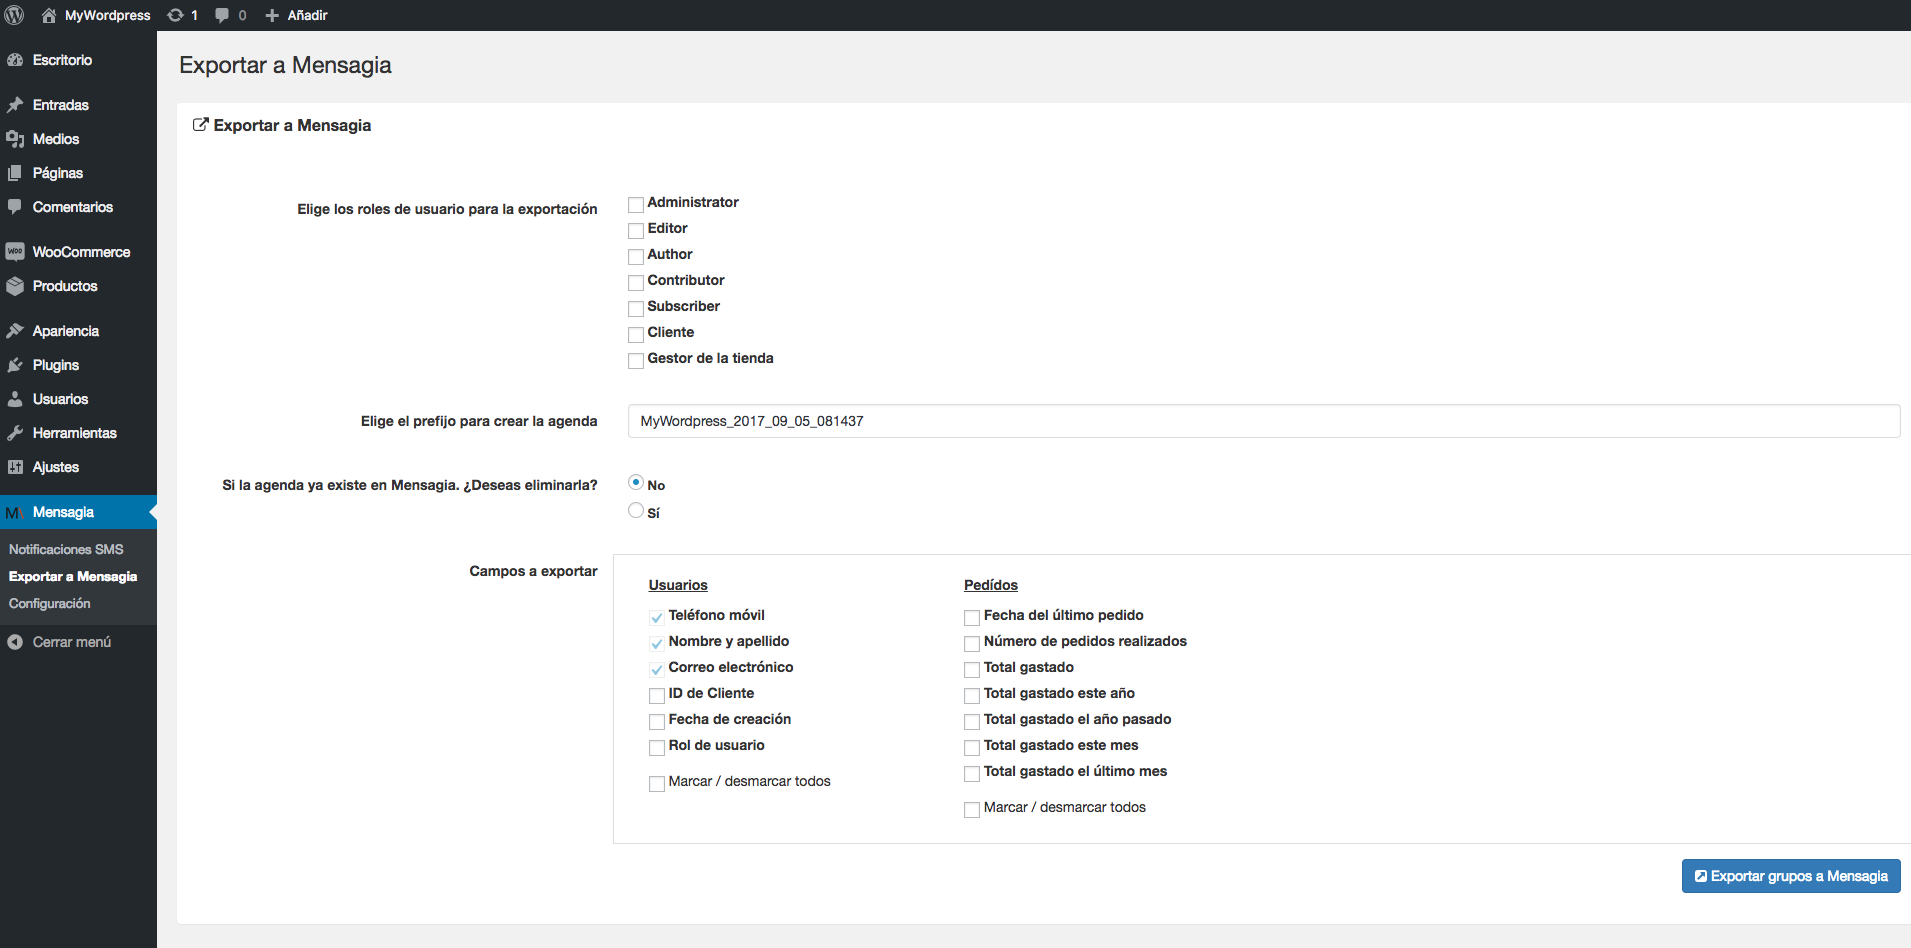 MyWordpress 1 0 Añadir
Escritorio
Entradas
Medios
Páginas
Comentarios
WooCommerce
Productos
Apariencia
Plugins
Usuarios
Herramientas
Ajustes
Mensagia
Notificaciones SMS
Exportar a Mensagia
Configuración
Cerrar menú
Exportar a Mensagia
Exportar a Mensagia
Elige los roles de usuario para la exportación
Administrator
Editor
Author
Contributor
Subscriber
Cliente
Gestor de la tienda
Elige el prefijo para crear la agenda
MyWordpress_2017_09_05_081437
Si la agenda ya existe en Mensagia. ¿Deseas eliminarla?
No
Sí
Campos a exportar
Usuarios
Teléfono móvil
Nombre y apellido
Correo electrónico
ID de Cliente
Fecha de creación
Rol de usuario
Marcar / desmarcar todos
Pedídos
Fecha del último pedido
Número de pedidos realizados
Total gastado
Total gastado este año
Total gastado el año pasado
Total gastado este mes
Total gastado el último mes
Marcar / desmarcar todos
Exportar grupos a Mensagia